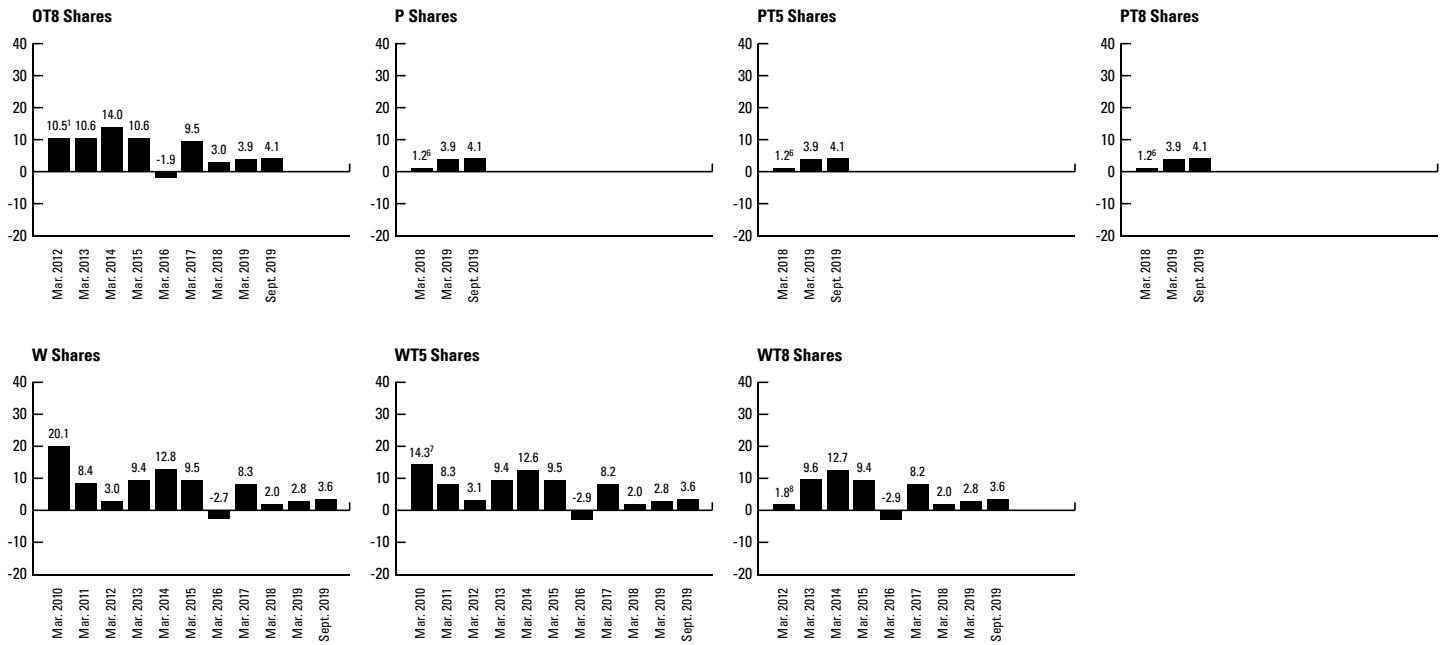 OT8 Shares
40
30
20
10
0
-10
-20
10.5¹ 10.6 14.0 10.6 -1.9 9.5 3.0 3.9 4.1
Mar. 2012
Mar. 2013
Mar. 2014
Mar. 2015
Mar. 2016
Mar. 2017
Mar. 2018
Mar. 2019
Sept. 2019
P Shares
40
30
20
10
0
-10
-20
1.2⁶ 3.9 4.1
Mar. 2018
Mar. 2019
Sept. 2019
PT5 Shares
40
30
20
10
0
-10
-20
1.2⁶ 3.9 4.1
Mar. 2018
Mar. 2019
Sept. 2019
PT8 Shares
40
30
20
10
0
-10
-20
1.2⁶ 3.9 4.1
Mar. 2018
Mar. 2019
Sept. 2019
W Shares
40
30
20
10
0
-10
-20
20.1 8.4 3.0 9.4 12.8 9.5 -2.7 8.3 2.0 2.8 3.6
Mar. 2010
Mar. 2011
Mar. 2012
Mar. 2013
Mar. 2014
Mar. 2015
Mar. 2016
Mar. 2017
Mar. 2018
Mar. 2019
Sept. 2019
WT5 Shares
40
30
20
10
0
-10
-20
14.3⁷ 8.3 3.1 9.4 12.6 9.5 -2.9 8.2 2.0 2.8 3.6
Mar. 2010
Mar. 2011
Mar. 2012
Mar. 2013
Mar. 2014
Mar. 2015
Mar. 2016
Mar. 2017
Mar. 2018
Mar. 2019
Sept. 2019
WT8 Shares
40
30
20
10
0
-10
-20
1.8⁸ 9.6 12.7 9.4 -2.9 8.2 2.0 2.8 3.6
Mar. 2012
Mar. 2013
Mar. 2014
Mar. 2015
Mar. 2016
Mar. 2017
Mar. 2018
Mar. 2019
Sept. 2019